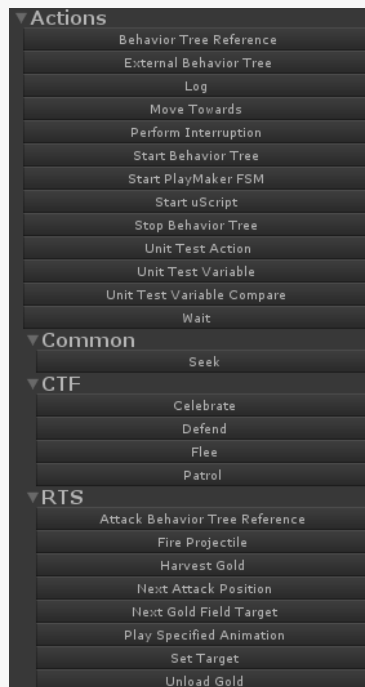 Actions
Behavior Tree Reference
External Behavior Tree
Log
Move Towards
Perform Interruption
Start Behavior Tree
Start PlayMaker FSM
Start uScript
Stop Behavior Tree
Unit Test Action
Unit Test Variable
Unit Test Variable Compare
Wait
Common
Seek
CTF
Celebrate
Defend
Flee
Patrol
RTS
Attack Behavior Tree Reference
Fire Projectile
Harvest Gold
Next Attack Position
Next Gold Field Target
Play Specified Animation
Set Target
Unload Gold